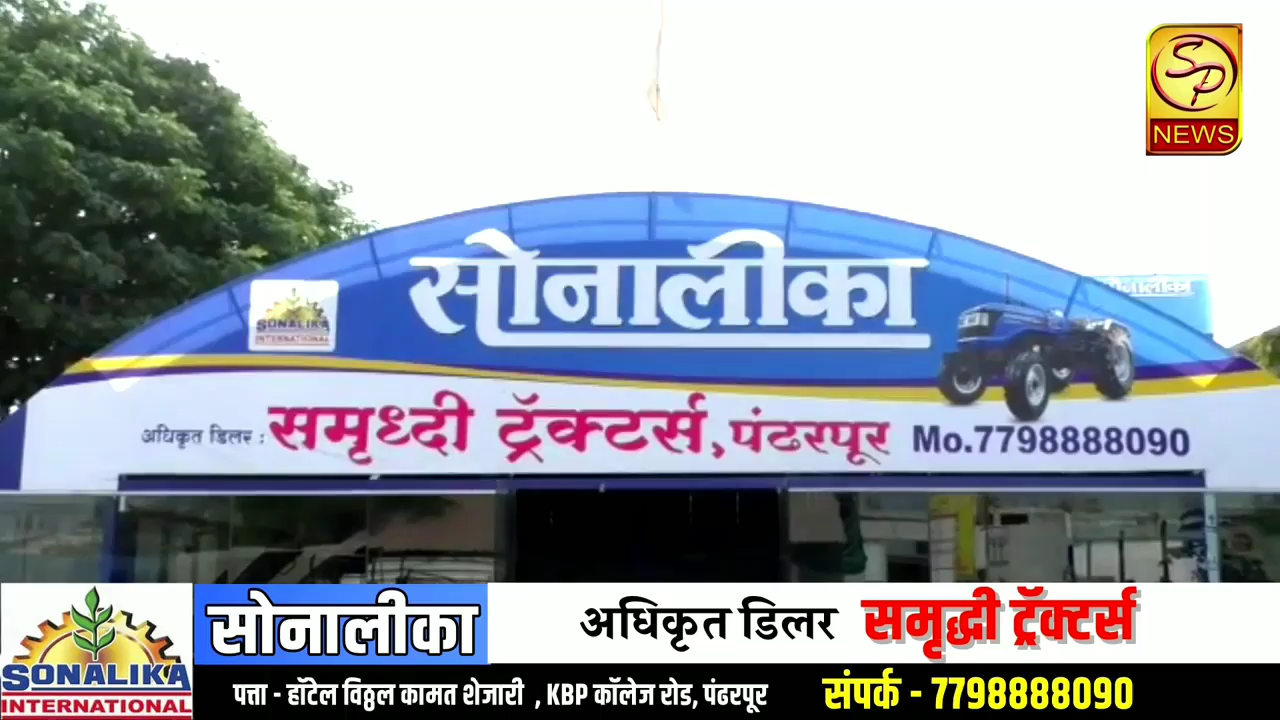 SP
NEWS
सोनालीका
सोनालीका
SONALIKA
INTERNATIONAL
अधिकृत डिलर : समृध्दी ट्रॅक्टर्स, पंढरपूर Mo.7798888090
SONALIKA
INTERNATIONAL
सोनालीका
अधिकृत डिलर समृद्धी ट्रॅक्टर्स
पत्ता - हॉटेल विठ्ठल कामत शेजारी , KBP कॉलेज रोड, पंढरपूर संपर्क - 7798888090